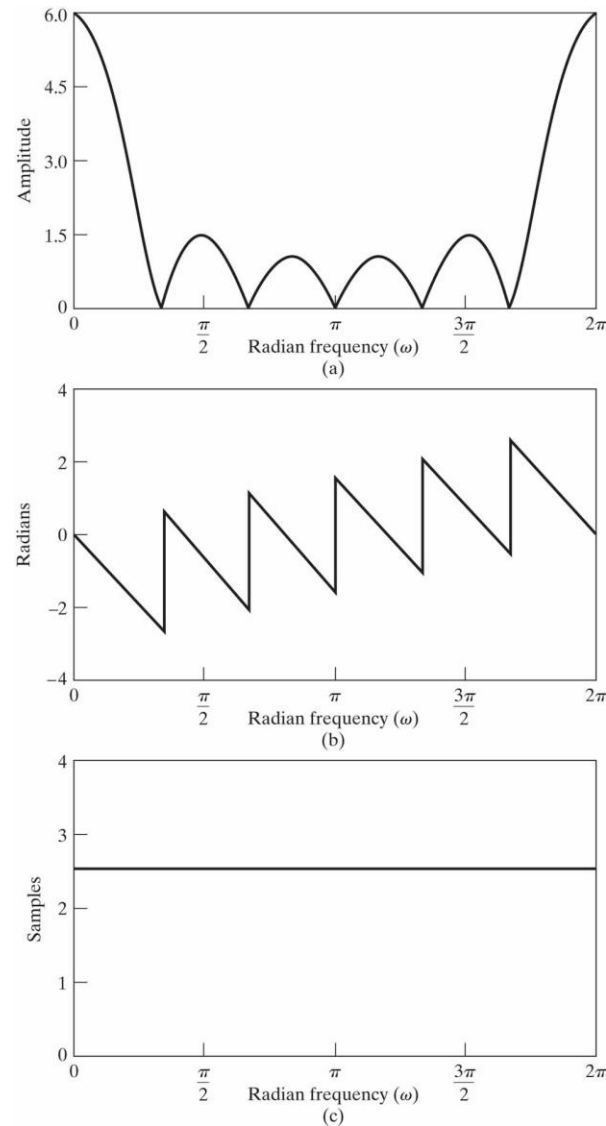 6.0
4.5
3.0
1.5
0
Amplitude
0 π/2 π 3π/2 2π
Radian frequency (ω)
(a)
4
2
0
−2
−4
Radians
0 π/2 π 3π/2 2π
Radian frequency (ω)
(b)
4
3
2
1
0
Samples
0 π/2 π 3π/2 2π
Radian frequency (ω)
(c)